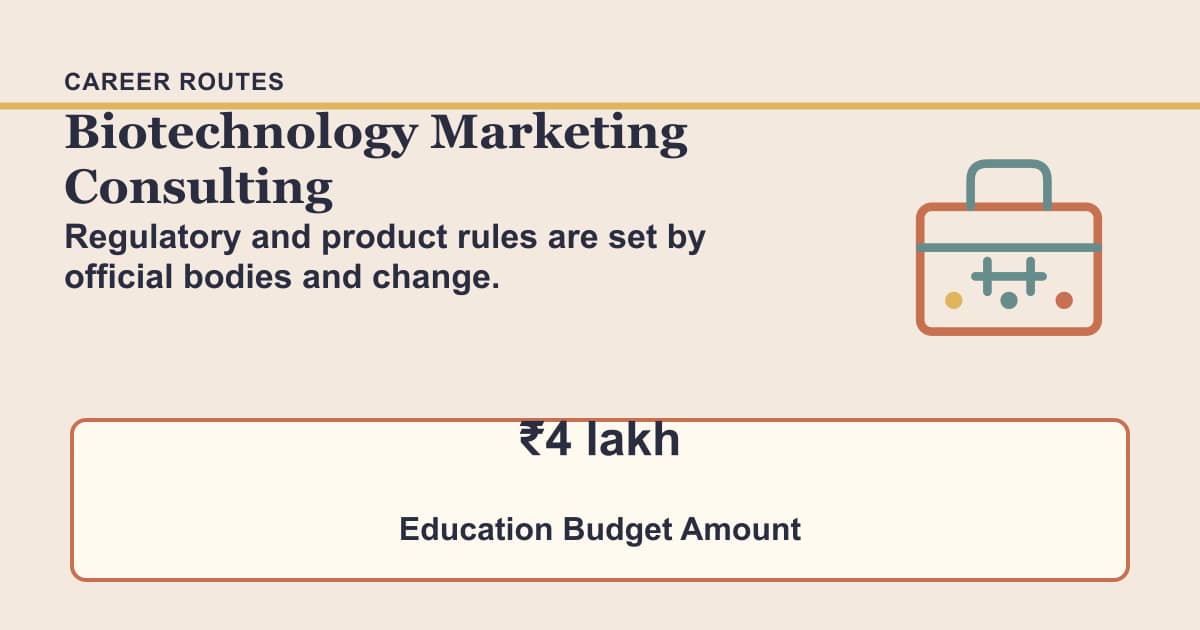 CAREER ROUTES
Biotechnology Marketing
Consulting
Regulatory and product rules are set by
official bodies and change.
₹4 lakh
Education Budget Amount